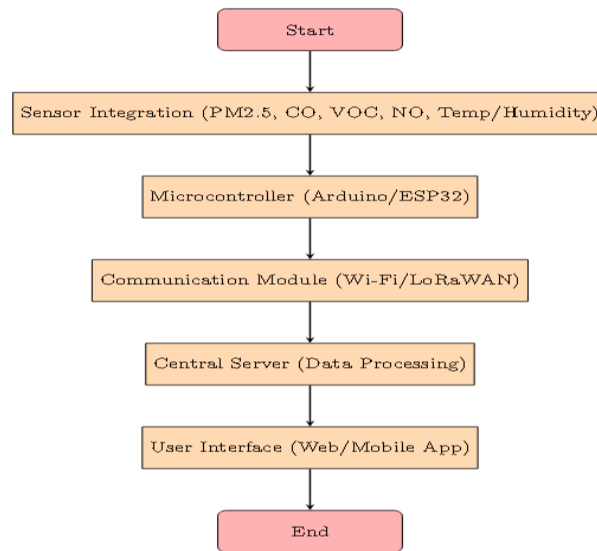 Start
Sensor Integration (PM2.5, CO, VOC, NO, Temp/Humidity)
Microcontroller (Arduino/ESP32)
Communication Module (Wi-Fi/LoRaWAN)
Central Server (Data Processing)
User Interface (Web/Mobile App)
End